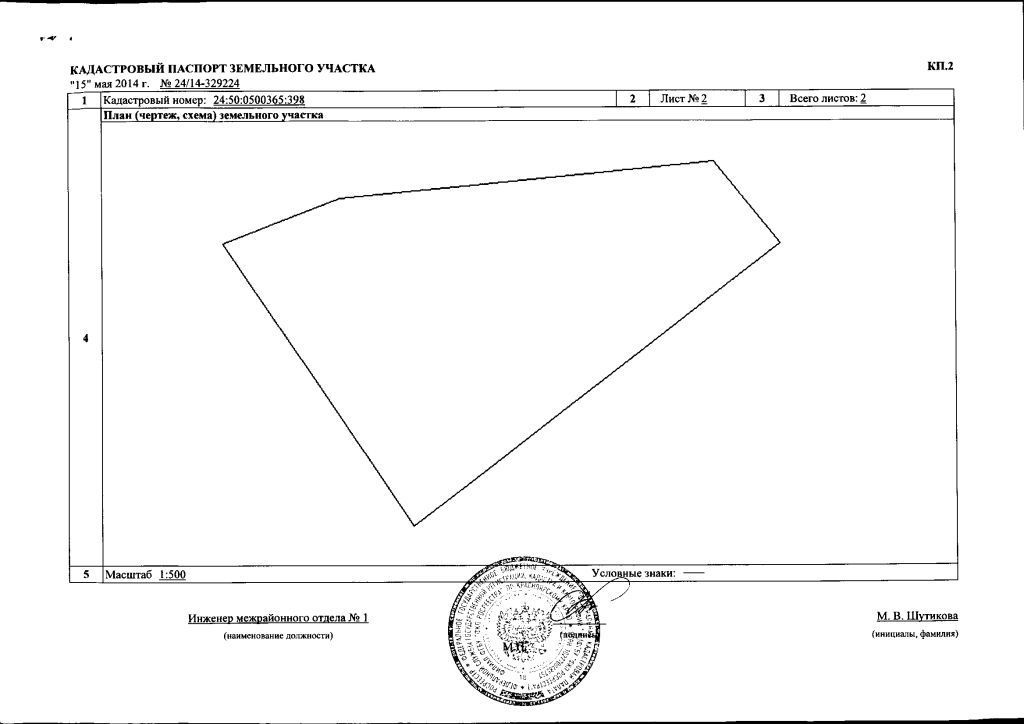 КАДАСТРОВЫЙ ПАСПОРТ ЗЕМЕЛЬНОГО УЧАСТКА
КП.2
"15" мая 2014 г. № 24/14-329224
1 Кадастровый номер: 24:50:0500365:398 2 Лист № 2 3 Всего листов: 2
План (чертеж, схема) земельного участка
4
5 Масштаб 1:500 Условные знаки: —
Инженер межрайонного отдела № 1
М. В. Шутикова
(наименование должности)
(подпись)
(инициалы, фамилия)
М.П.